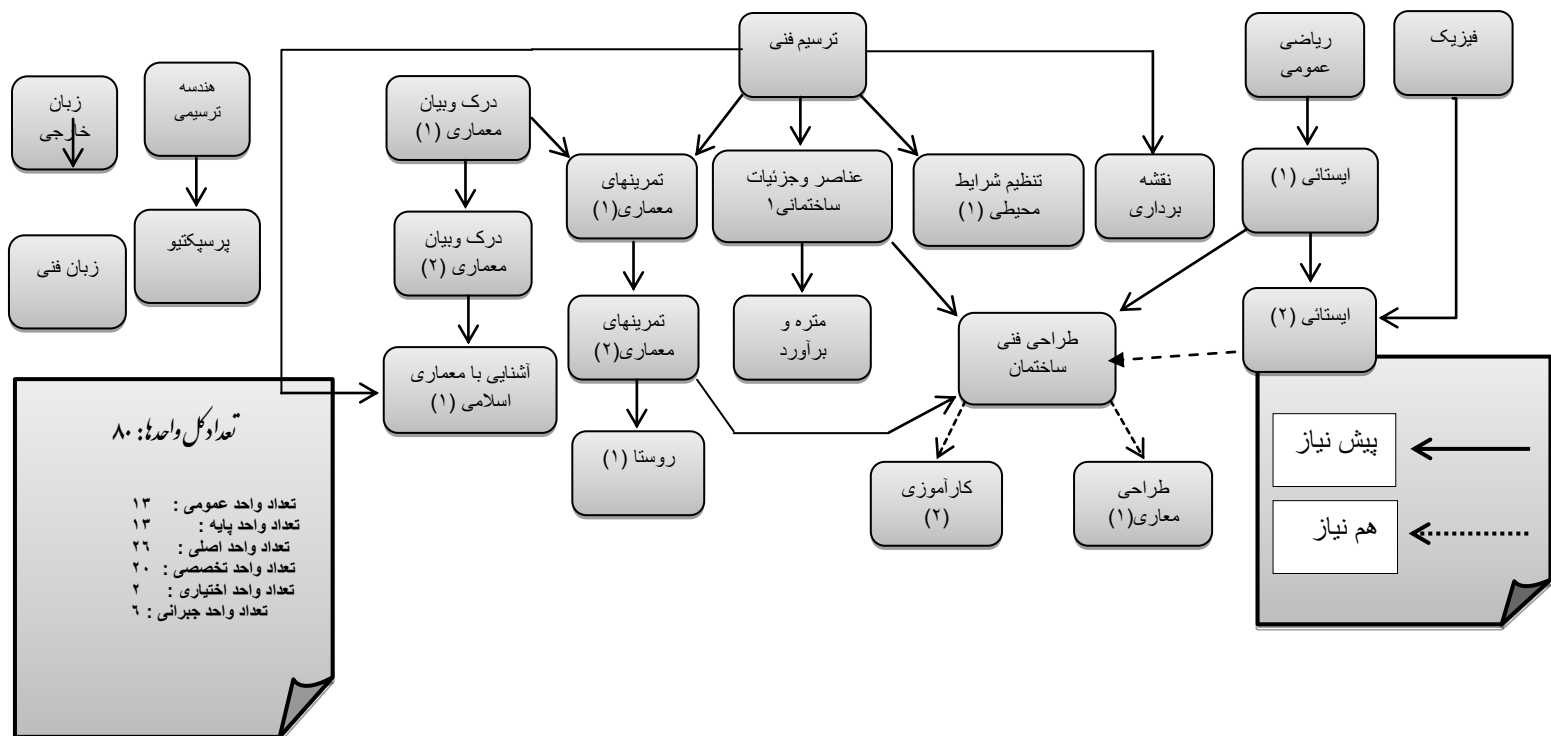 ترسیم فنی
ریاضی
عمومی
فیزیک
هندسه
ترسیمی
زبان
خارجی
درک وبیان
معماری (۱)
تمرینهای
معماری(۱)
عناصر وجزئیات
ساختمانی۱
تنظیم شرایط
محیطی (۱)
نقشه
برداری
ایستائی (۱)
درک وبیان
معماری (۲)
پرسپکتیو
زبان فنی
تمرینهای
معماری(۲)
متره و
برآورد
طراحی فنی
ساختمان
ایستائی (۲)
آشنایی با معماری
اسلامی (۱)
روستا (۱)
کارآموزی
(۲)
طراحی
معاری(۱)
پیش نیاز
هم نیاز
تعداد کل واحدها: ۸۰
تعداد واحد عمومی : ۱۳
تعداد واحد پایه : ۱۳
تعداد واحد اصلی : ۲۶
تعداد واحد تخصصی : ۲۰
تعداد واحد اختیاری : ۲
تعداد واحد جبرانی : ۶